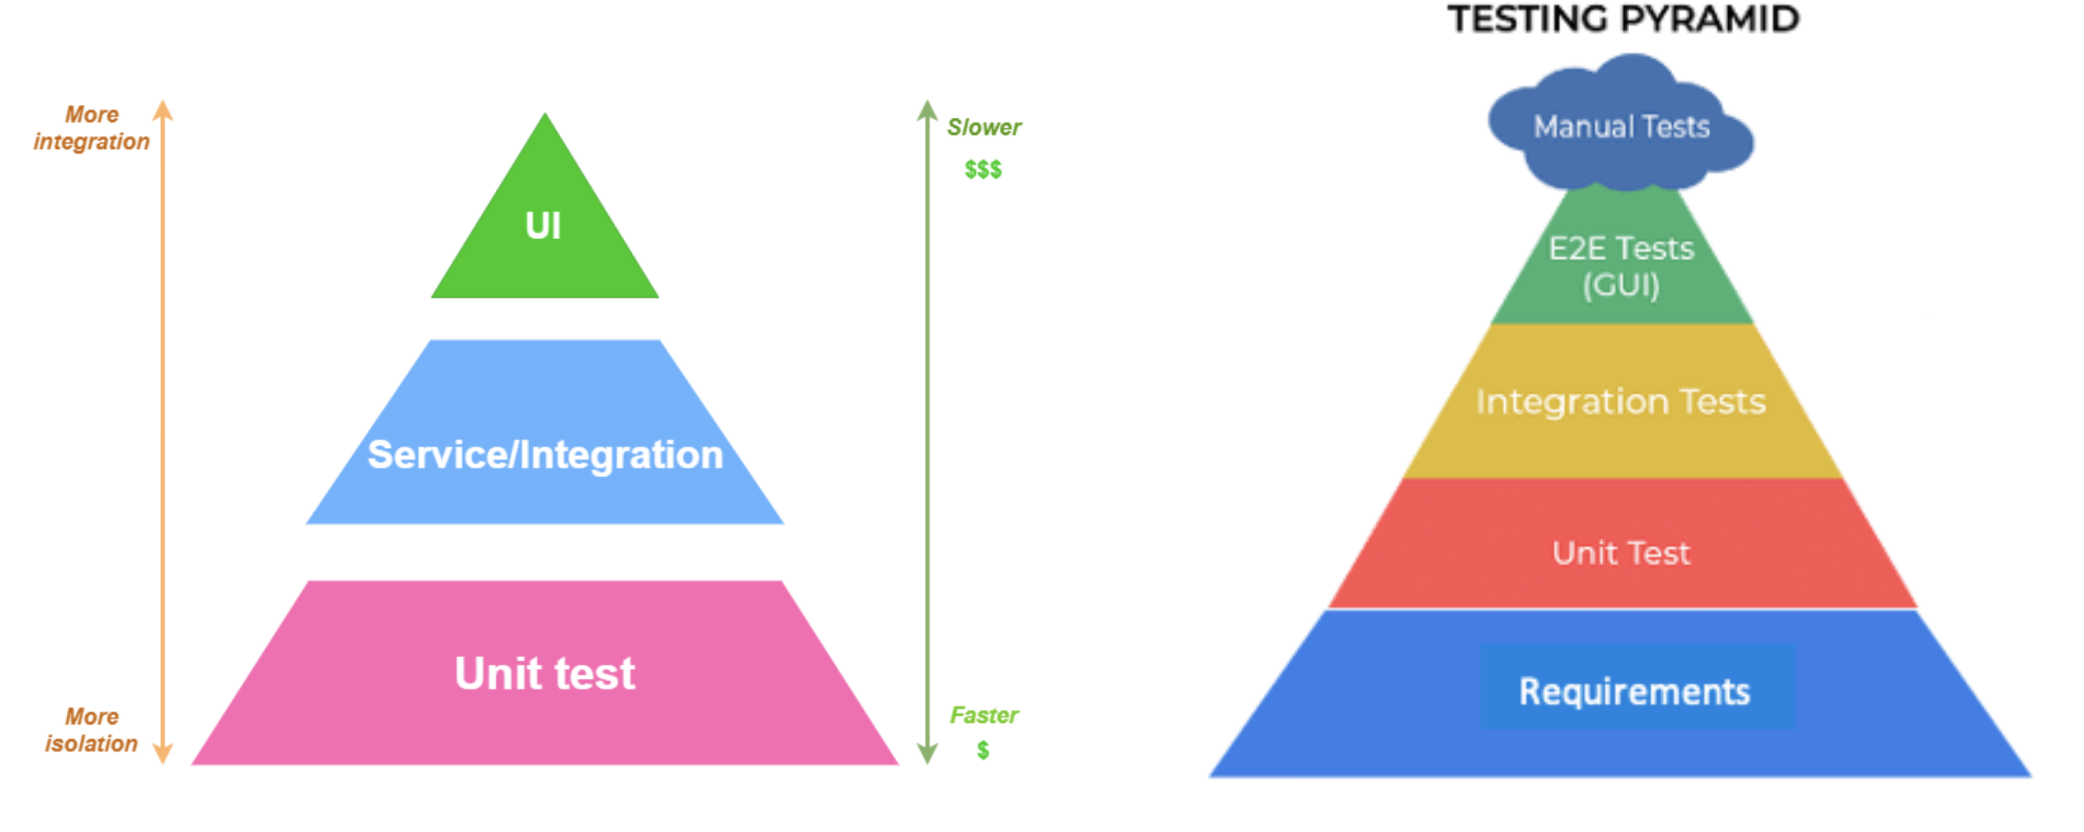 More
integration
Slower
$$$
UI
Service/Integration
Unit test
More
isolation
Faster
$
TESTING PYRAMID
Manual Tests
E2E Tests
(GUI)
Integration Tests
Unit Test
Requirements